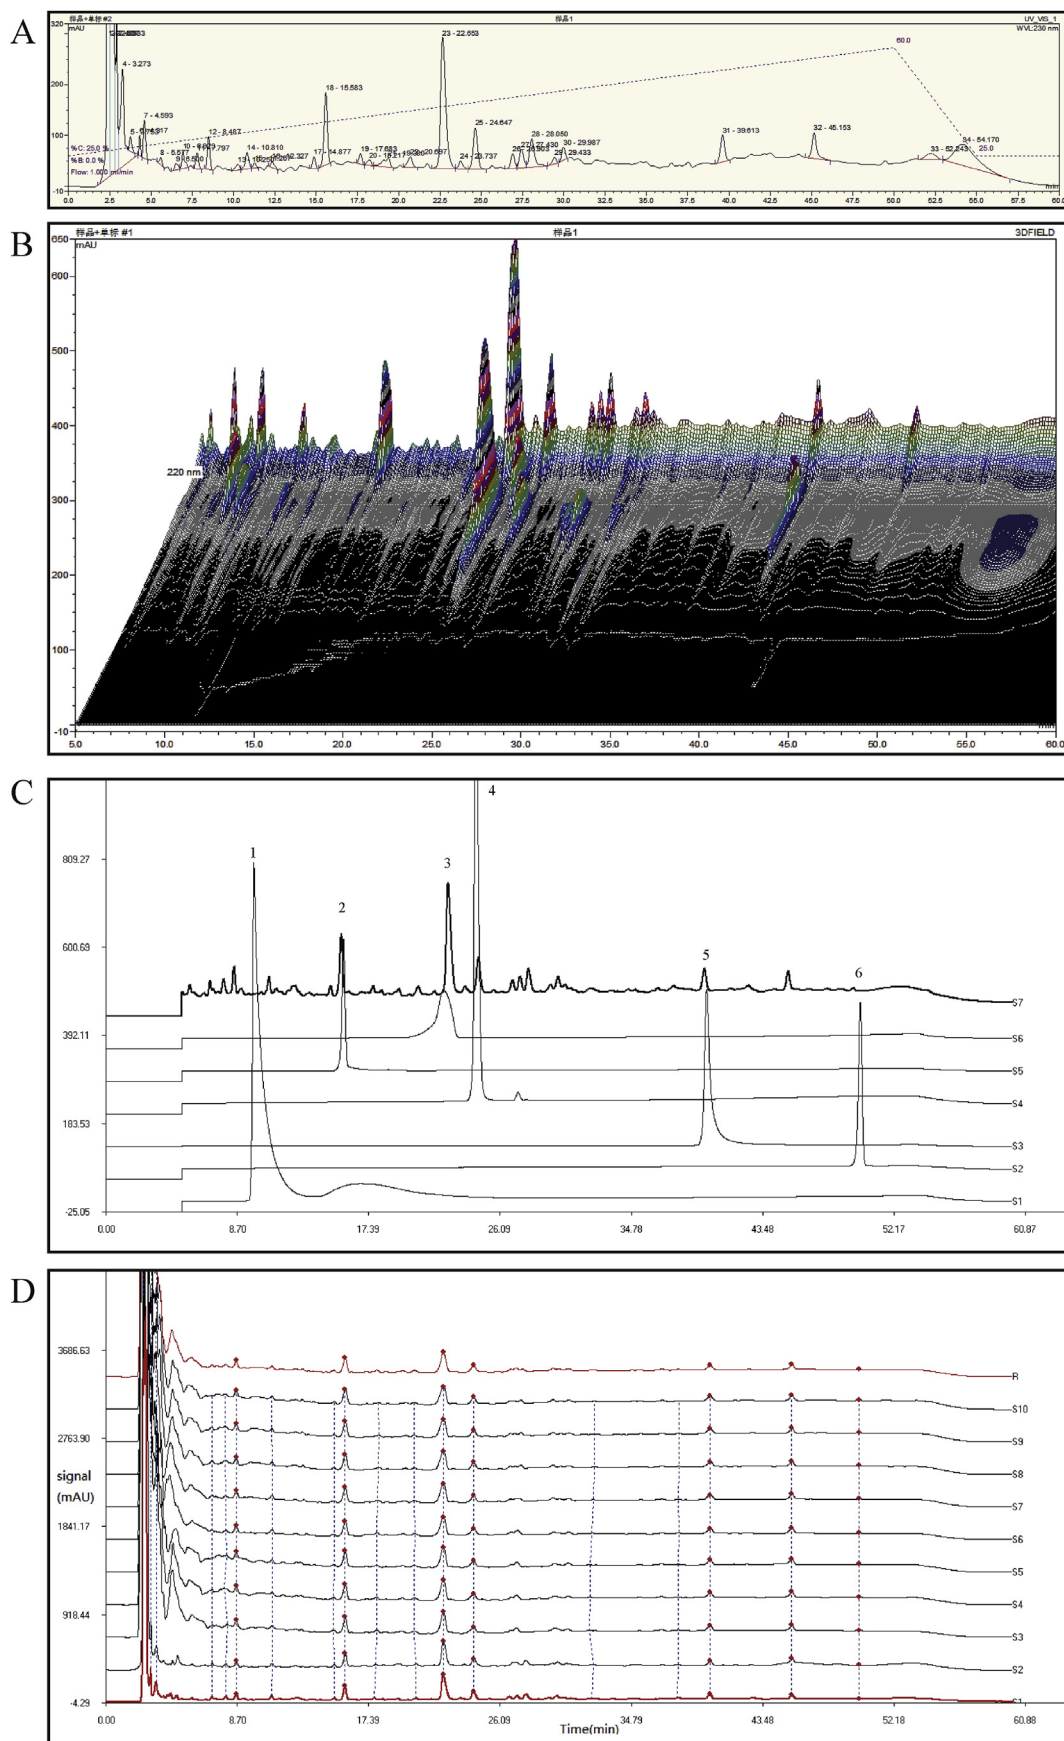 A
样品+单标 #2 样品1 UV_VIS_1
mAU WVL:230 nm
320
200
100
-10
4 - 3.273
7 - 4.593
12 - 8.487
14 - 10.810
17 - 14.877
18 - 15.583
19 - 17.683
23 - 22.653
25 - 24.647
28 - 28.050
30 - 29.987
29 - 29.433
31 - 39.613
32 - 45.153
34 - 54.170
60.0
25.0
%C: 25.0 %
%B: 0.0 %
Flow: 1.000 ml/min
min
0.0 2.5 5.0 7.5 10.0 12.5 15.0 17.5 20.0 22.5 25.0 27.5 30.0 32.5 35.0 37.5 40.0 42.5 45.0 47.5 50.0 52.5 55.0 57.5 60.0
B
样品+单标 #1 样品1 3DFIELD
mAU
650
600
500
400
220 nm
300
200
100
-10
min
5.0 10.0 15.0 20.0 25.0 30.0 35.0 40.0 45.0 50.0 55.0 60.0
C
4
809.27
1
2
3
600.69
5
6
S7
392.11
S6
S5
S4
183.53
S3
S2
S1
-25.05
0.00 8.70 17.39 26.09 34.78 43.48 52.17 60.87
D
3686.63
R
S10
2763.90
S9
signal
S8
(mAU)
S7
1841.17
S6
S5
S4
918.44
S3
S2
S1
-4.29
0.00 8.70 17.39 26.09 34.79 43.48 52.18 60.88
Time(min)